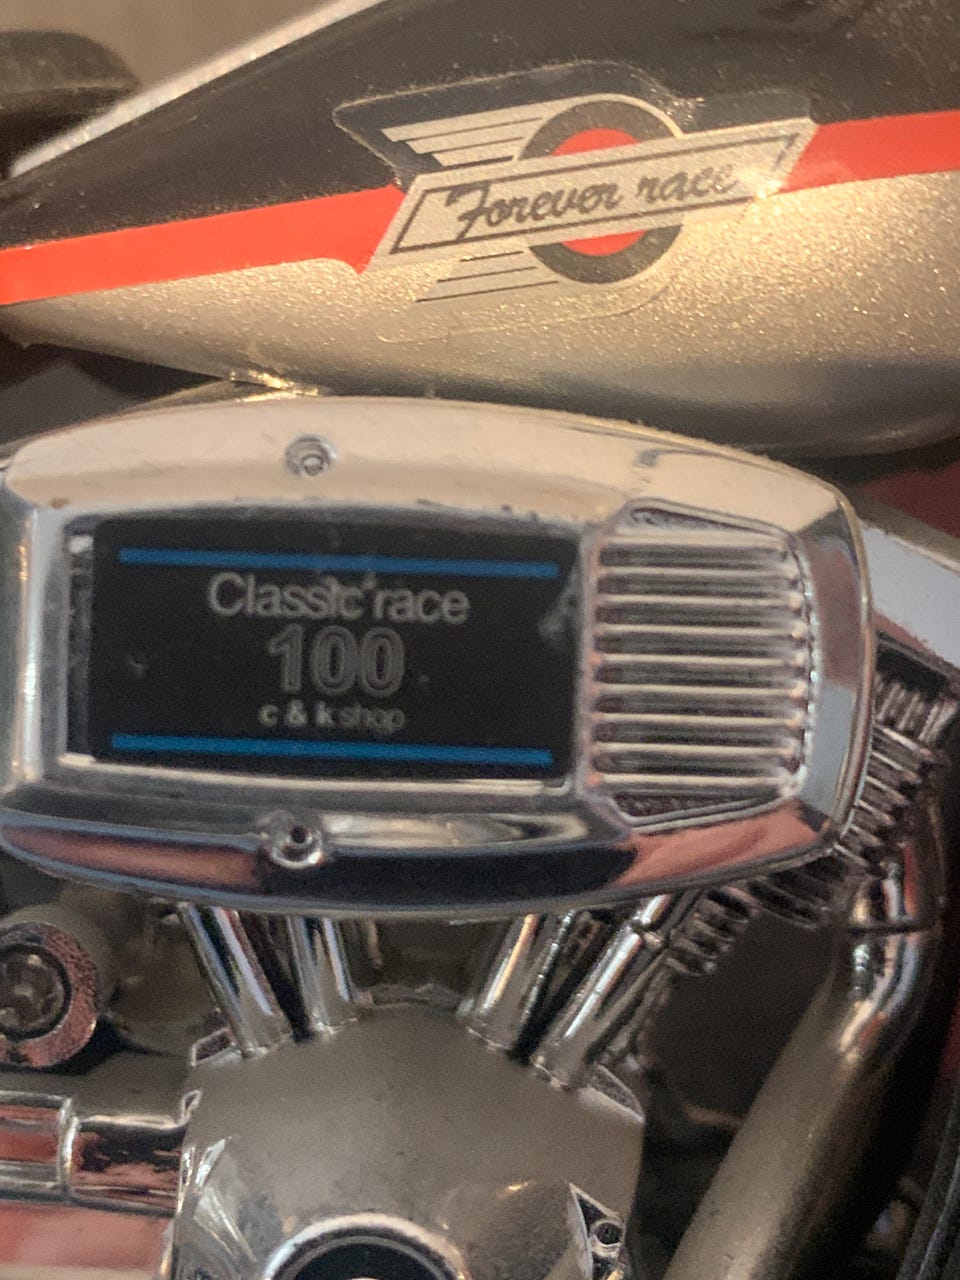 Forever race
Classic race
100
c & k shop